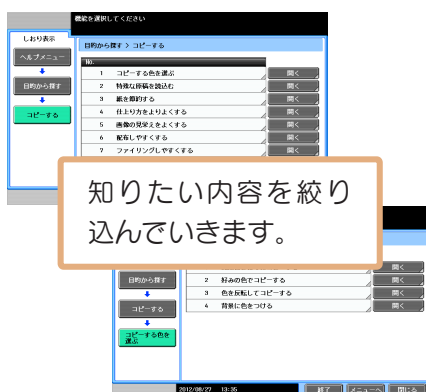 機能を選択してください
しおり表示
目的から探す > コピーする
ヘルプメニュー
No.
1 コピーする色を選ぶ 開く
目的から探す
2 特殊な原稿を読込む 開く
3 紙を節約する 開く
コピーする
4 仕上り方をよりよくする 開く
5 画像の見栄えをよくする 開く
6 配布しやすくする 開く
7 ファイリングしやすくする 開く
知りたい内容を絞り
込んでいきます。
開く
目的から探す
2 好みの色でコピーする 開く
3 色を反転してコピーする 開く
コピーする
4 背景に色をつける 開く
コピーする色を
選ぶ
2012/08/27 13:35 終了 メニューへ 閉じる